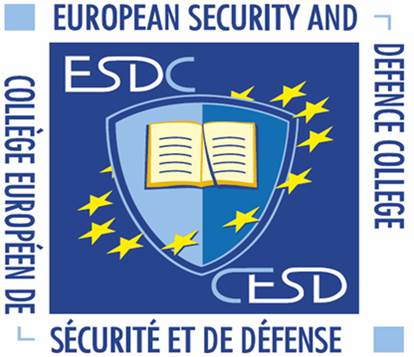 EUROPEAN SECURITY AND
DEFENCE COLLEGE
ESDC
CESD
COLLÈGE EUROPÉEN DE
SÉCURITÉ ET DE DÉFENSE